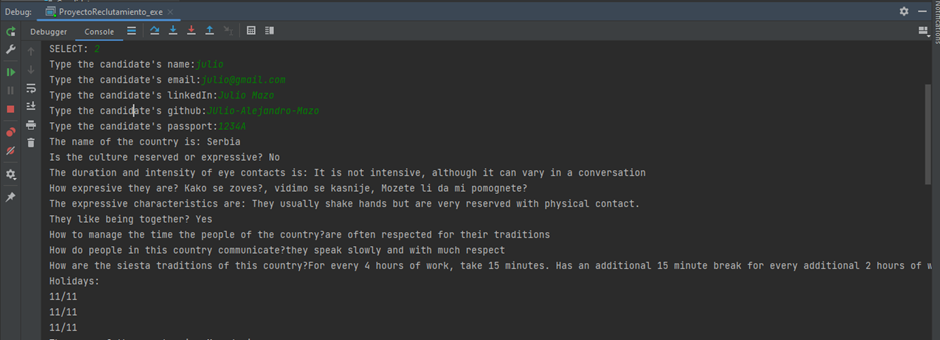 Debug: ProyectoReclutamiento_exe
Notifications
Debugger Console
SELECT: 2
Type the candidate's name:julio
Type the candidate's email:julio@gmail.com
Type the candidate's linkedIn:Julio Mazo
Type the candidate's github:JUlio-Alejandro-Mazo
Type the candidate's passport:1234A
The name of the country is: Serbia
Is the culture reserved or expressive? No
The duration and intensity of eye contacts is: It is not intensive, although it can vary in a conversation
How expresive they are? Kako se zoves?, vidimo se kasnije, Mozete li da mi pomognete?
The expressive characteristics are: They usually shake hands but are very reserved with physical contact.
They like being together? Yes
How to manage the time the people of the country?are often respected for their traditions
How do people in this country communicate?they speak slowly and with much respect
How are the siesta traditions of this country?For every 4 hours of work, take 15 minutes. Has an additional 15 minute break for every additional 2 hours of w
Holidays:
11/11
11/11
11/11